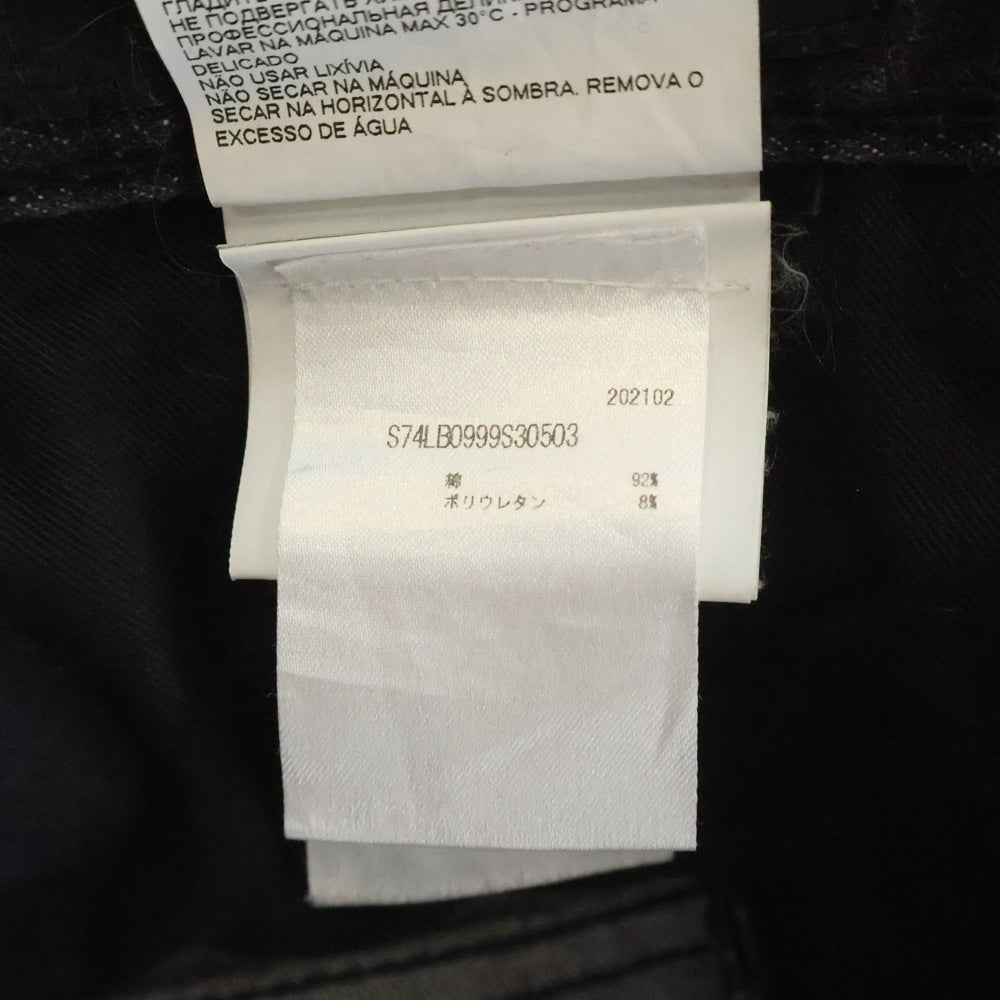 НЕ ПОДВЕРГАТЬ
ПРОФЕССИОНАЛЬНАЯ
LAVAR NA MÁQUINA MAX 30°C - PROGRAMA
DELICADO
NÃO USAR LIXÍVIA
NÃO SECAR NA MÁQUINA
SECAR NA HORIZONTAL À SOMBRA. REMOVA O
EXCESSO DE ÁGUA
202102
S74LB0999S30503
綿 92%
ポリウレタン 8%